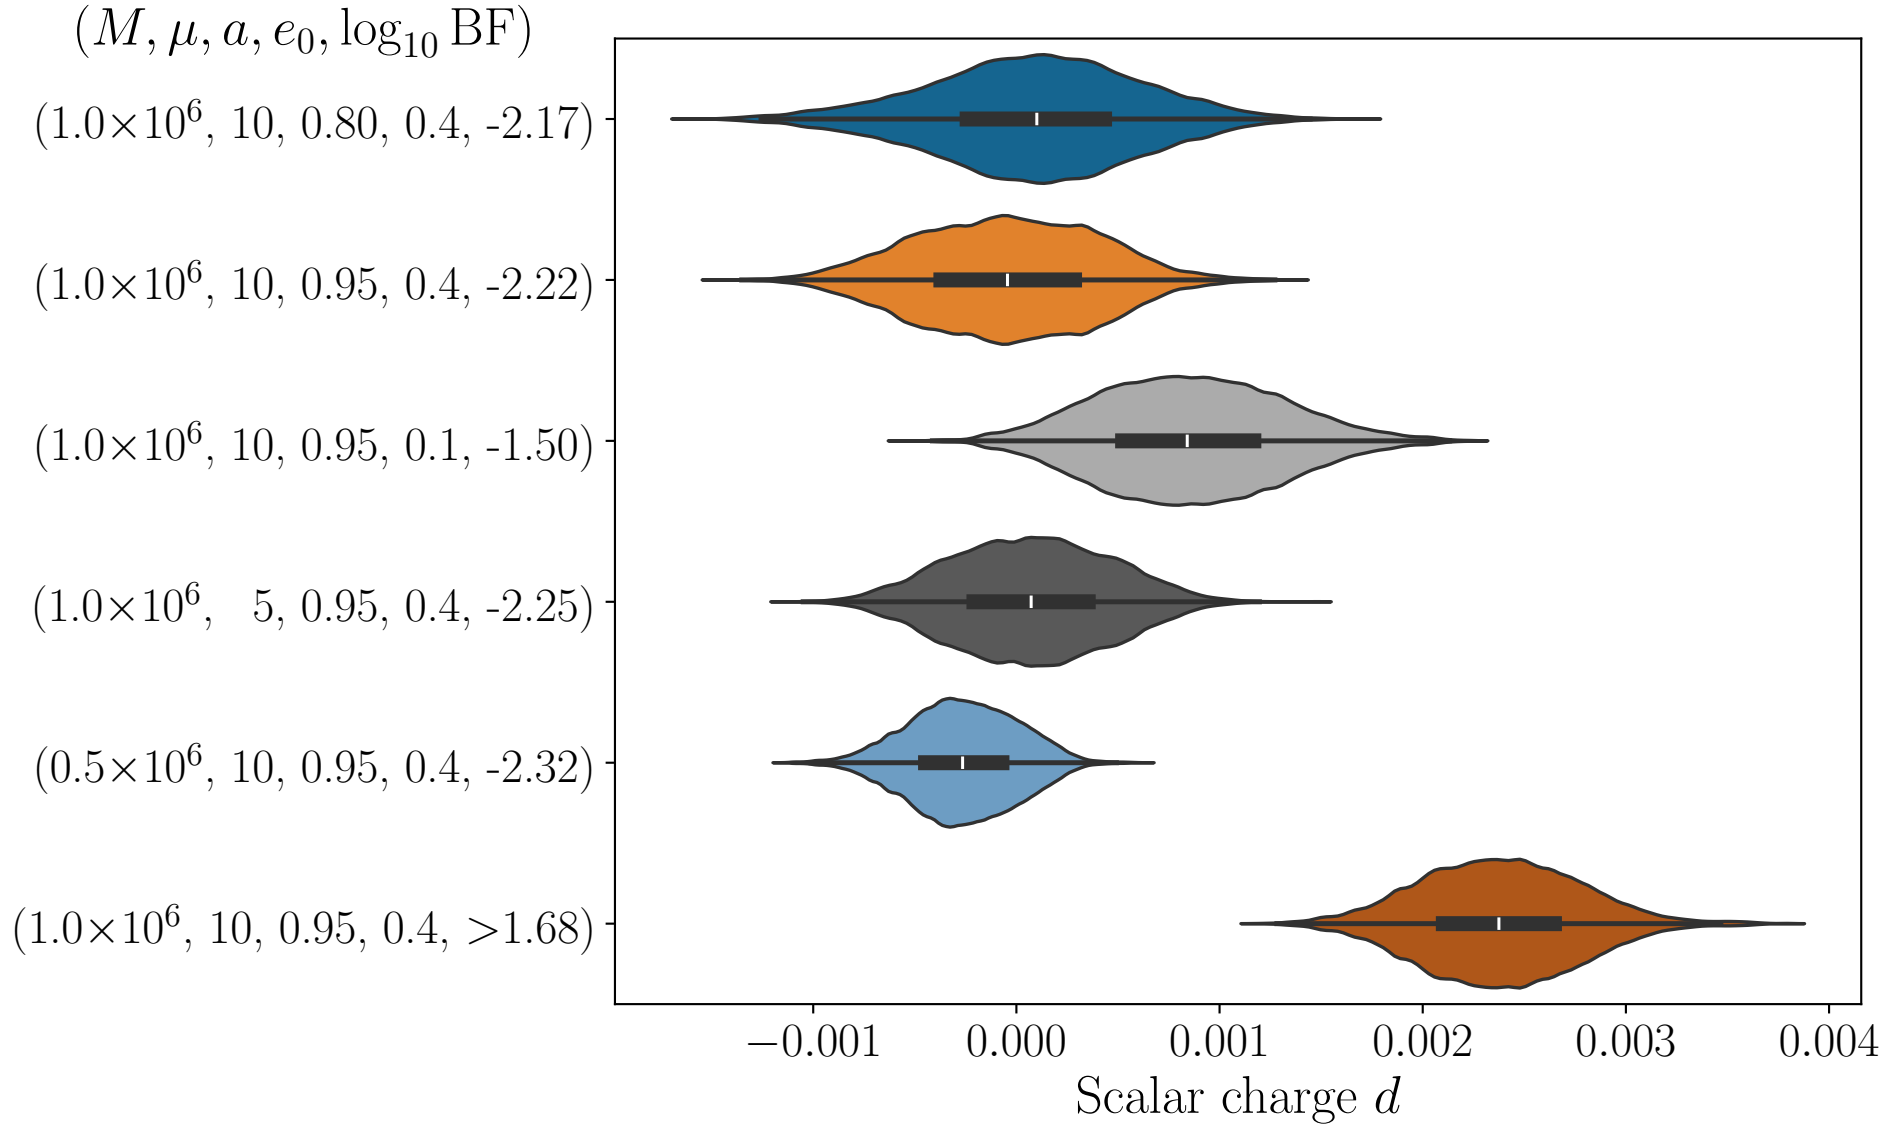 (M, μ, a, e₀, log₁₀ BF)
(1.0×10⁶, 10, 0.80, 0.4, -2.17)
(1.0×10⁶, 10, 0.95, 0.4, -2.22)
(1.0×10⁶, 10, 0.95, 0.1, -1.50)
(1.0×10⁶, 5, 0.95, 0.4, -2.25)
(0.5×10⁶, 10, 0.95, 0.4, -2.32)
(1.0×10⁶, 10, 0.95, 0.4, >1.68)
−0.001 0.000 0.001 0.002 0.003 0.004
Scalar charge d